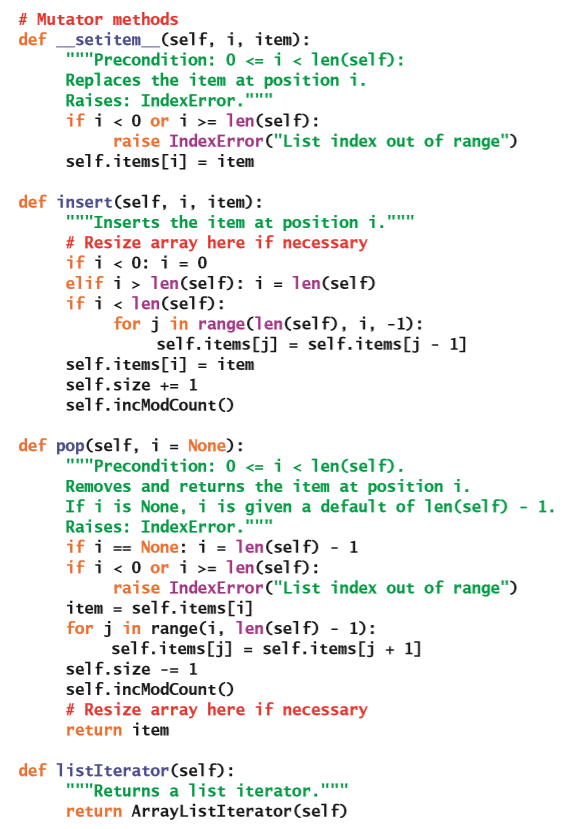 # Mutator methods
def __setitem__(self, i, item):
    """Precondition: 0 <= i < len(self):
    Replaces the item at position i.
    Raises: IndexError."""
    if i < 0 or i >= len(self):
        raise IndexError("List index out of range")
    self.items[i] = item

def insert(self, i, item):
    """Inserts the item at position i."""
    # Resize array here if necessary
    if i < 0: i = 0
    elif i > len(self): i = len(self)
    if i < len(self):
        for j in range(len(self), i, -1):
            self.items[j] = self.items[j - 1]
    self.items[i] = item
    self.size += 1
    self.incModCount()

def pop(self, i = None):
    """Precondition: 0 <= i < len(self).
    Removes and returns the item at position i.
    If i is None, i is given a default of len(self) - 1.
    Raises: IndexError."""
    if i == None: i = len(self) - 1
    if i < 0 or i >= len(self):
        raise IndexError("List index out of range")
    item = self.items[i]
    for j in range(i, len(self) - 1):
        self.items[j] = self.items[j + 1]
    self.size -= 1
    self.incModCount()
    # Resize array here if necessary
    return item

def listIterator(self):
    """Returns a list iterator."""
    return ArrayListIterator(self)